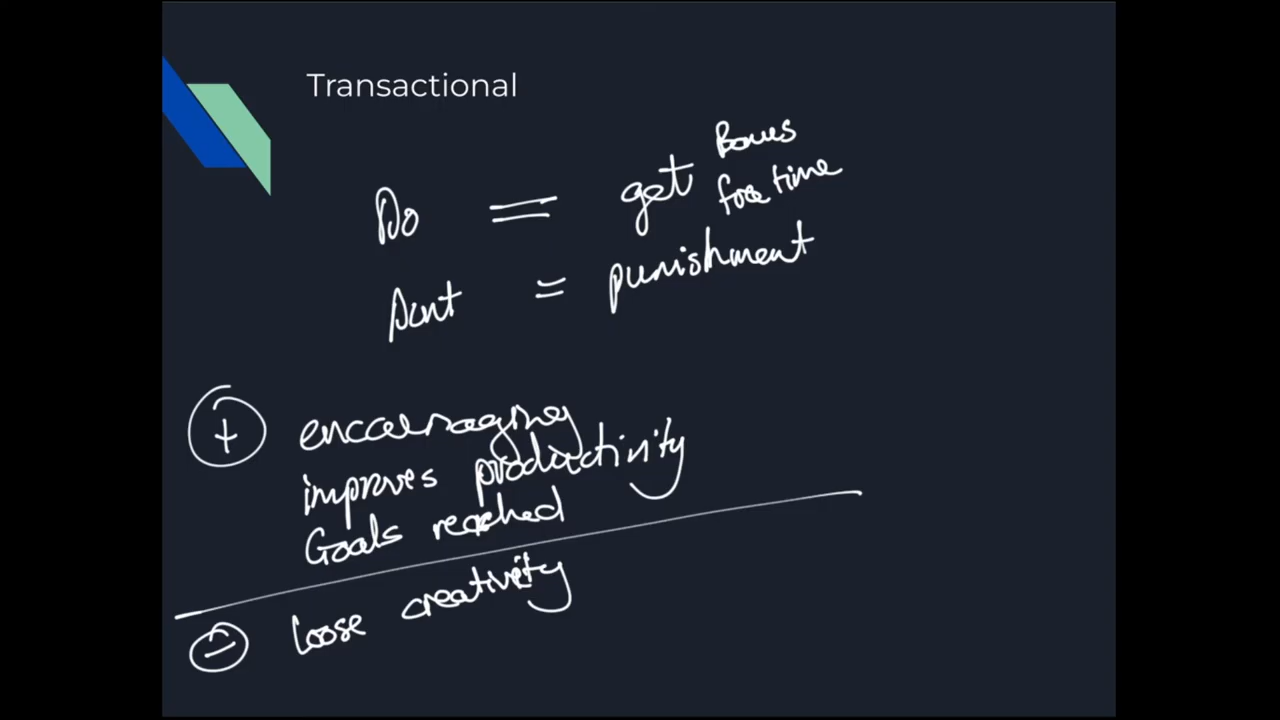 Transactional
Do = get Bonus
free time
Dont = punishment
+ encouraging
improves productivity
Goals reached
- loose creativity